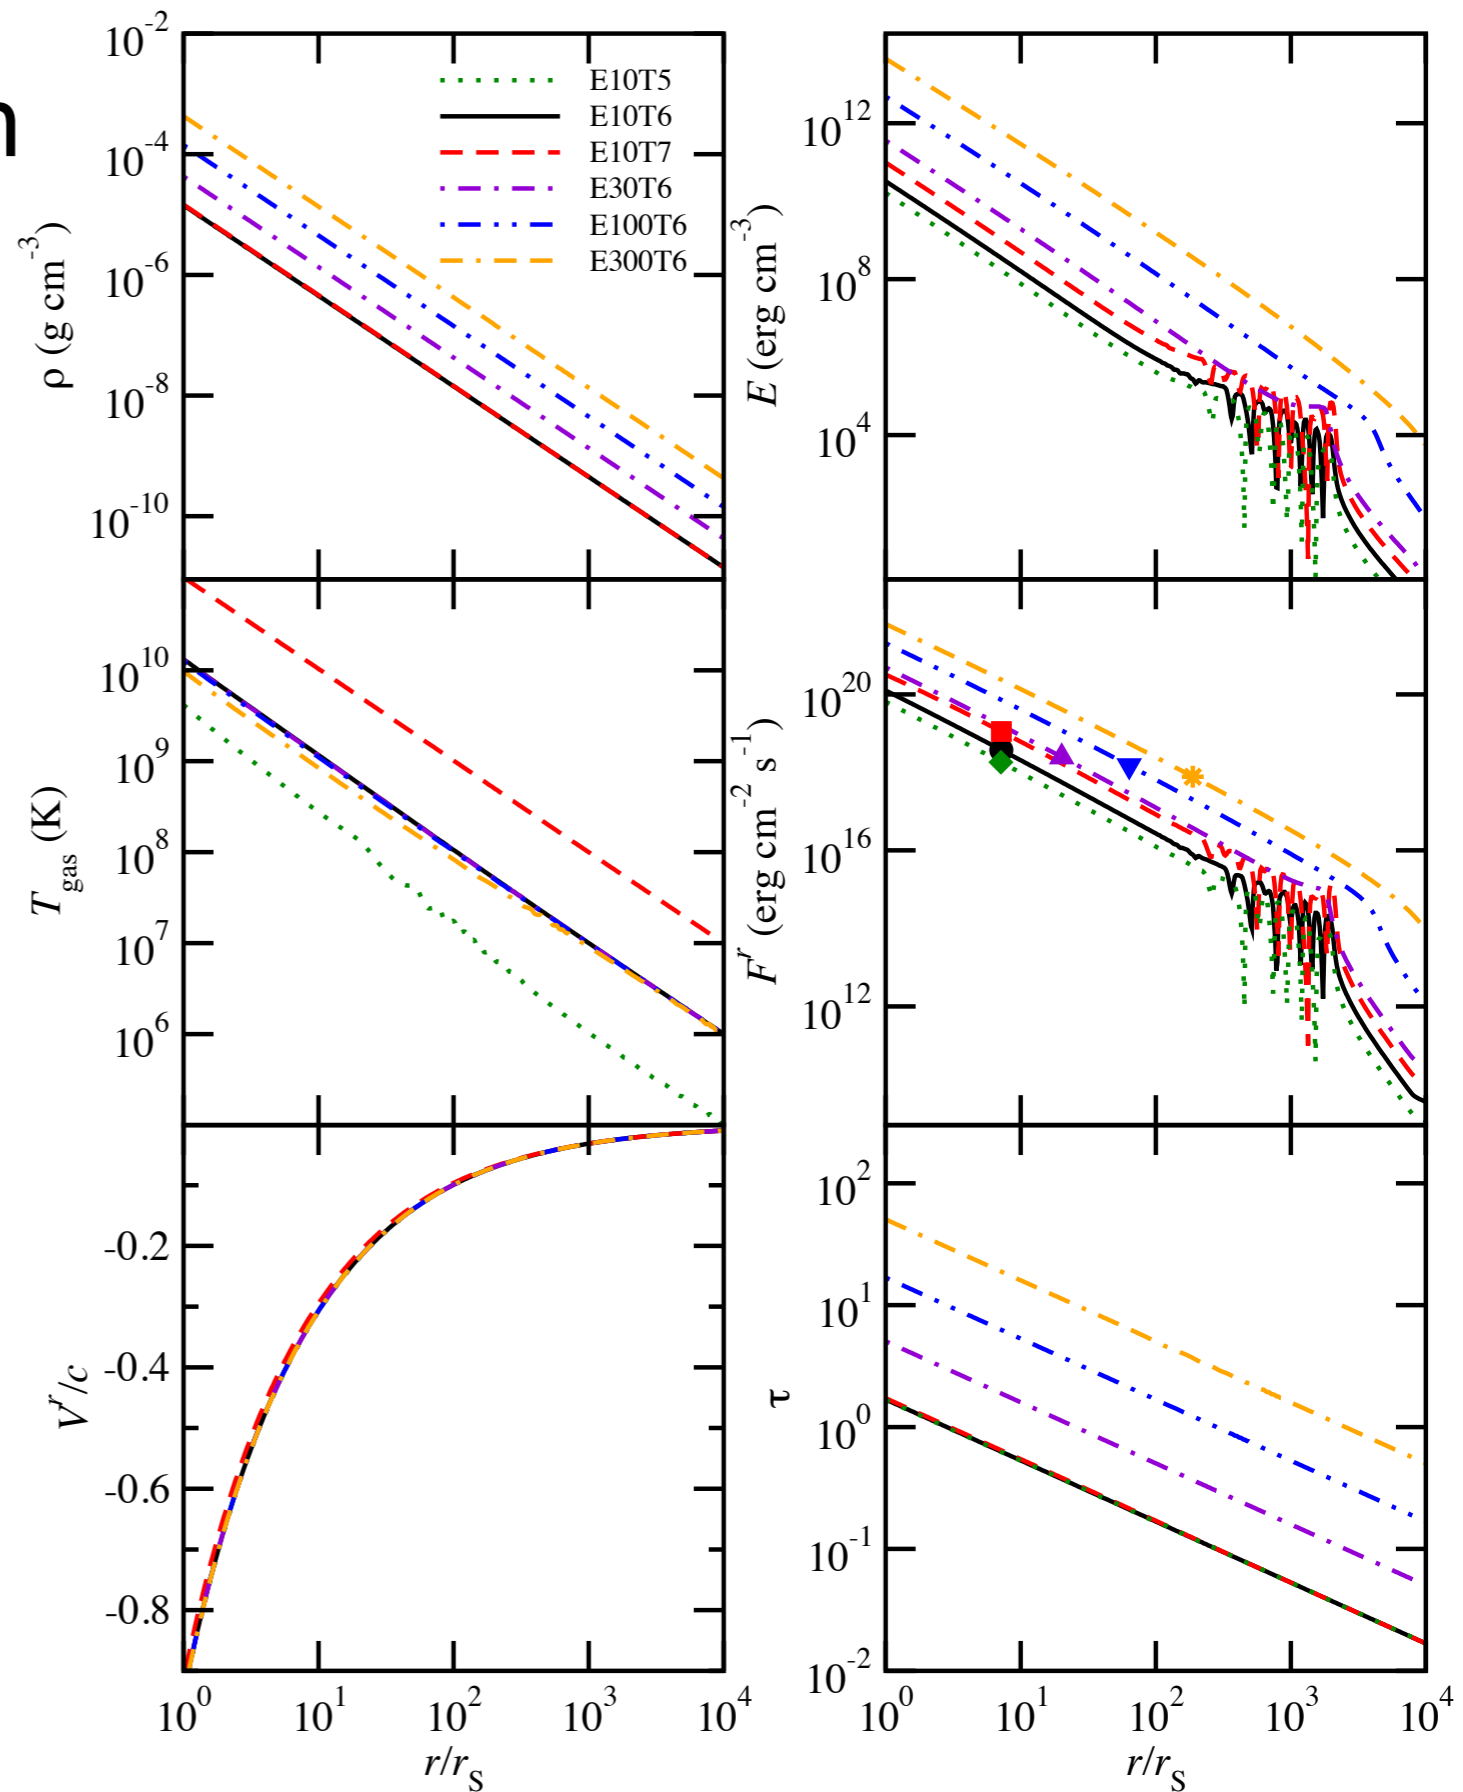 n
10^-2
10^-4
10^-6
10^-8
10^-10
ρ (g cm^-3)
E10T5
E10T6
E10T7
E30T6
E100T6
E300T6
10^12
10^8
10^4
E (erg cm^-3)
10^10
10^9
10^8
10^7
10^6
T_gas (K)
10^20
10^16
10^12
F^r (erg cm^-2 s^-1)
-0.2
-0.4
-0.6
-0.8
V^r/c
10^2
10^1
10^0
10^-1
10^-2
τ
10^0 10^1 10^2 10^3 10^4
r/r_S
10^0 10^1 10^2 10^3 10^4
r/r_S